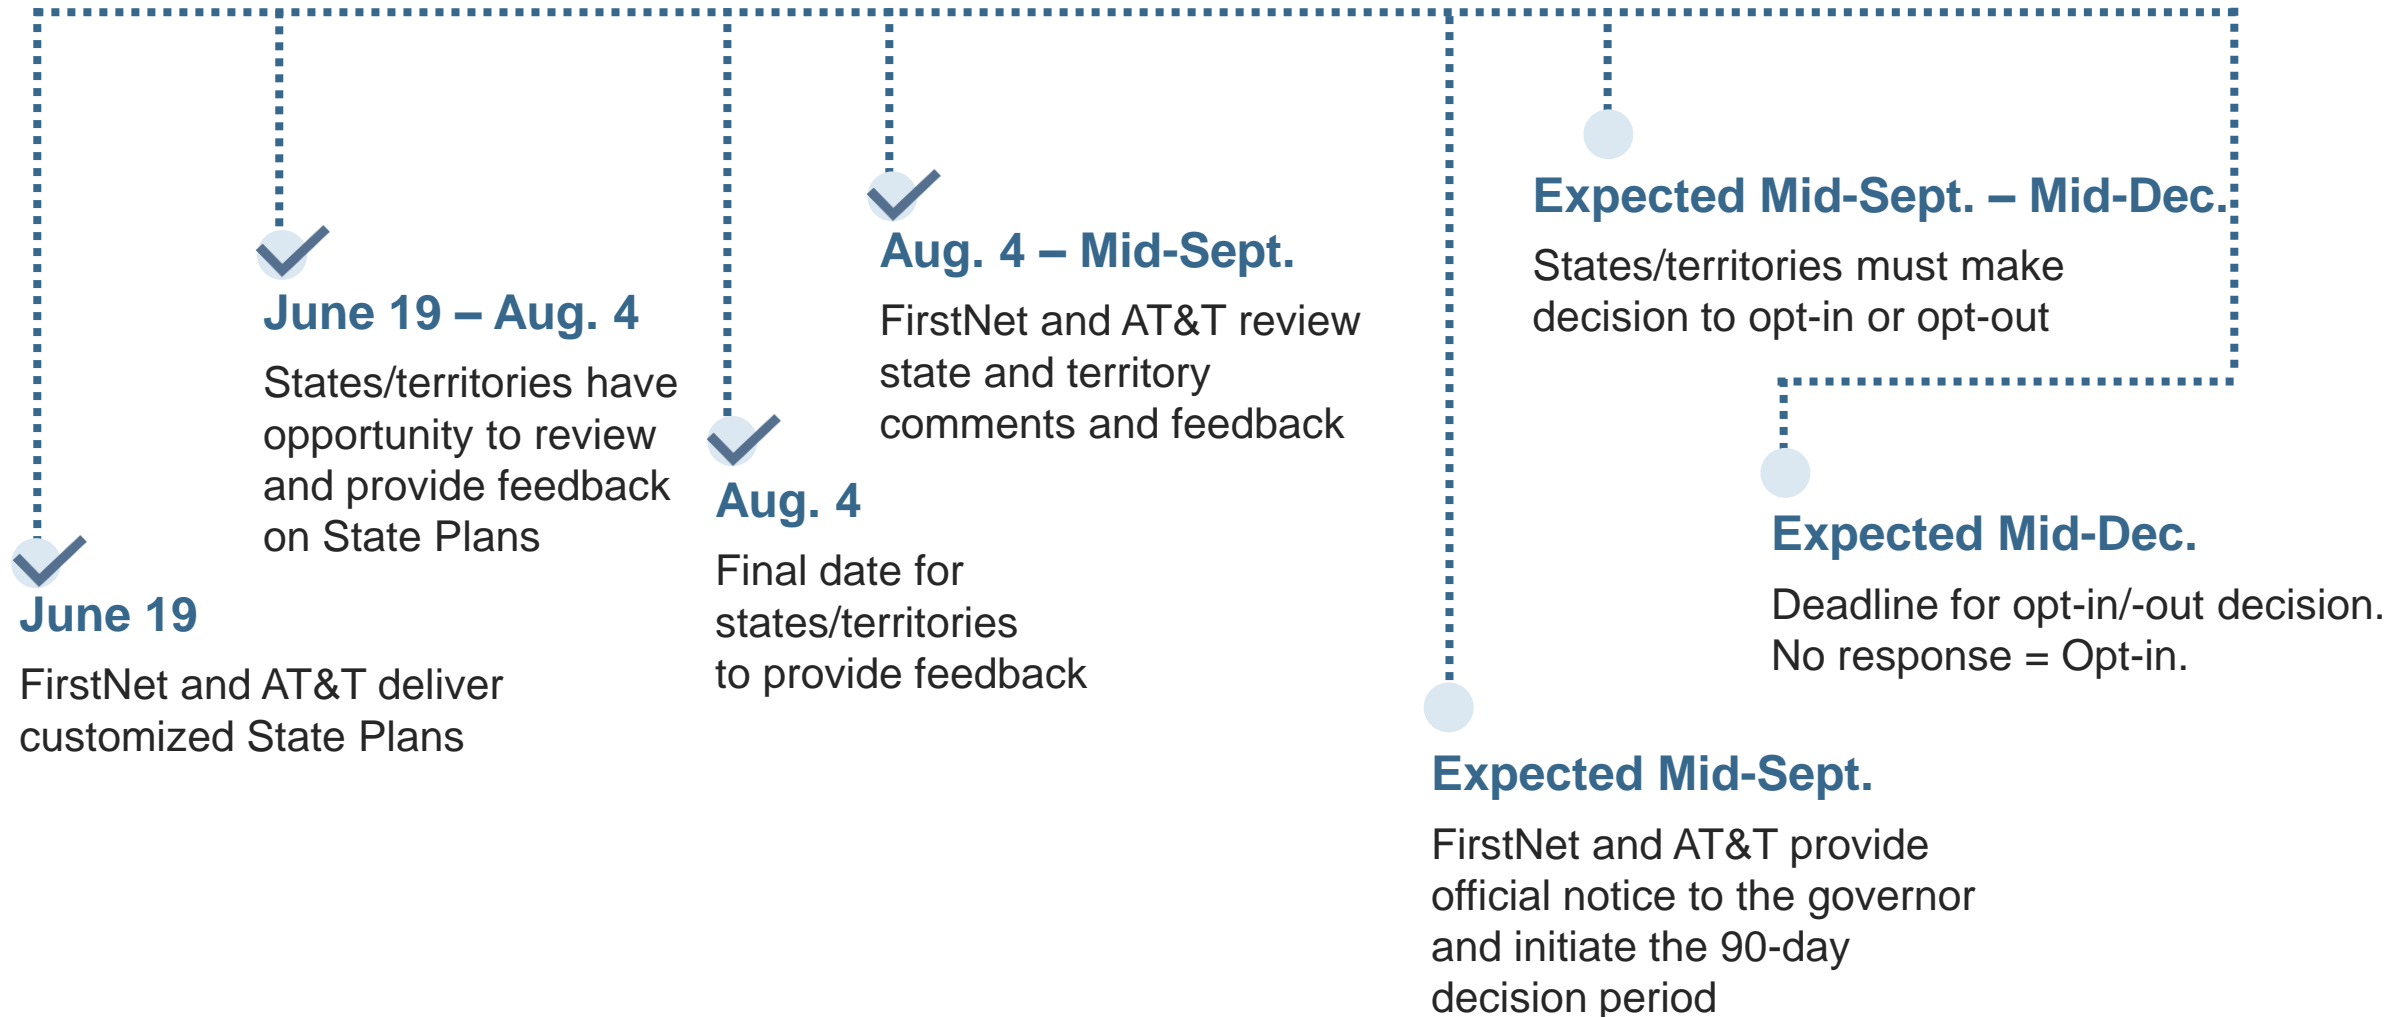 June 19
FirstNet and AT&T deliver
customized State Plans
June 19 – Aug. 4
States/territories have
opportunity to review
and provide feedback
on State Plans
Aug. 4
Final date for
states/territories
to provide feedback
Aug. 4 – Mid-Sept.
FirstNet and AT&T review
state and territory
comments and feedback
Expected Mid-Sept.
FirstNet and AT&T provide
official notice to the governor
and initiate the 90-day
decision period
Expected Mid-Sept. – Mid-Dec.
States/territories must make
decision to opt-in or opt-out
Expected Mid-Dec.
Deadline for opt-in/-out decision.
No response = Opt-in.